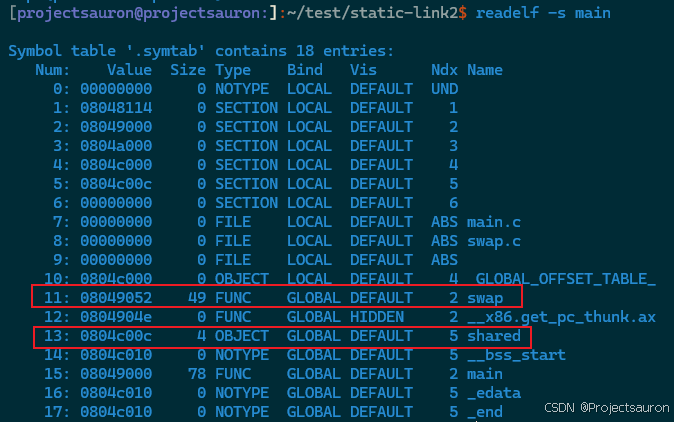 [projectsauron@projectsauron:]:~/test/static-link2$ readelf -s main
Symbol table '.symtab' contains 18 entries:
Num: Value Size Type Bind Vis Ndx Name
0: 00000000 0 NOTYPE LOCAL DEFAULT UND
1: 08048114 0 SECTION LOCAL DEFAULT 1
2: 08049000 0 SECTION LOCAL DEFAULT 2
3: 0804a000 0 SECTION LOCAL DEFAULT 3
4: 0804c000 0 SECTION LOCAL DEFAULT 4
5: 0804c00c 0 SECTION LOCAL DEFAULT 5
6: 00000000 0 SECTION LOCAL DEFAULT 6
7: 00000000 0 FILE LOCAL DEFAULT ABS main.c
8: 00000000 0 FILE LOCAL DEFAULT ABS swap.c
9: 00000000 0 FILE LOCAL DEFAULT ABS
10: 0804c000 0 OBJECT LOCAL DEFAULT 4 _GLOBAL_OFFSET_TABLE_
11: 08049052 49 FUNC GLOBAL DEFAULT 2 swap
12: 0804904e 0 FUNC GLOBAL HIDDEN 2 __x86.get_pc_thunk.ax
13: 0804c00c 4 OBJECT GLOBAL DEFAULT 5 shared
14: 0804c010 0 NOTYPE GLOBAL DEFAULT 5 __bss_start
15: 08049000 78 FUNC GLOBAL DEFAULT 2 main
16: 0804c010 0 NOTYPE GLOBAL DEFAULT 5 _edata
17: 0804c010 0 NOTYPE GLOBAL DEFAULT 5 _end
CSDN @Projectsauron